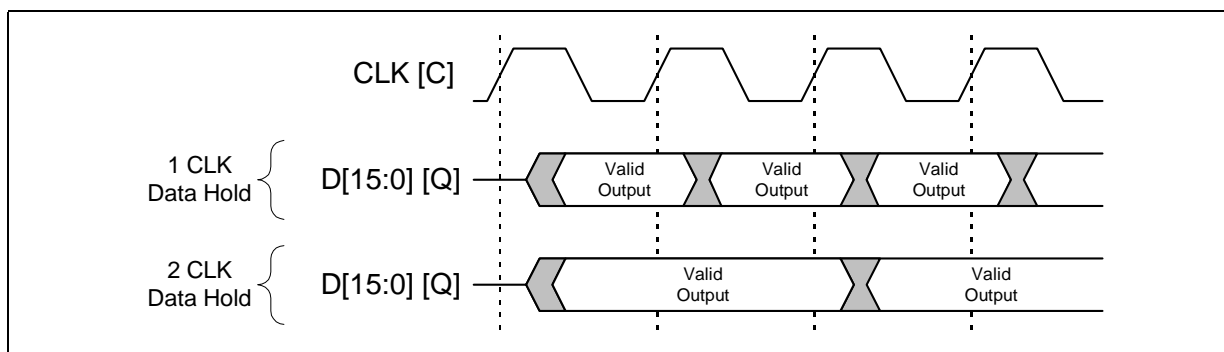 CLK [C]
1 CLK
Data Hold
D[15:0] [Q]
Valid
Output
Valid
Output
Valid
Output
2 CLK
Data Hold
D[15:0] [Q]
Valid
Output
Valid
Output